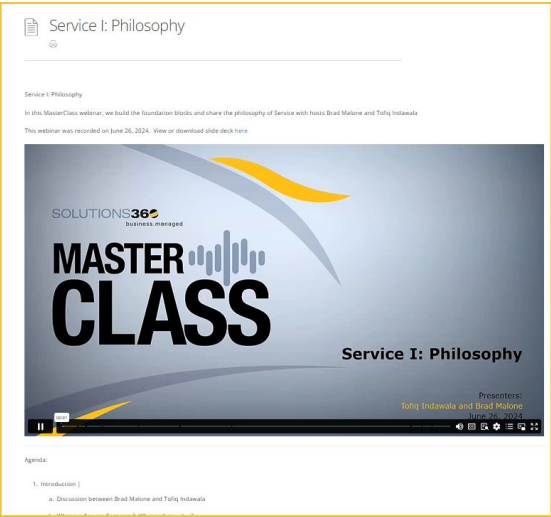 Service I: Philosophy
Service I: Philosophy
In this MasterClass webinar, we build the foundation blocks and share the philosophy of Service with hosts Brad Malone and Tofiq Indawala
This webinar was recorded on June 26, 2024. View or download slide deck here
SOLUTIONS360
business.managed
MASTER
CLASS
Service I: Philosophy
Presenters:
Tofiq Indawala and Brad Malone
June 26, 2024
Agenda:
1. Introduction |
a. Discussion between Brad Malone and Tofiq Indawala